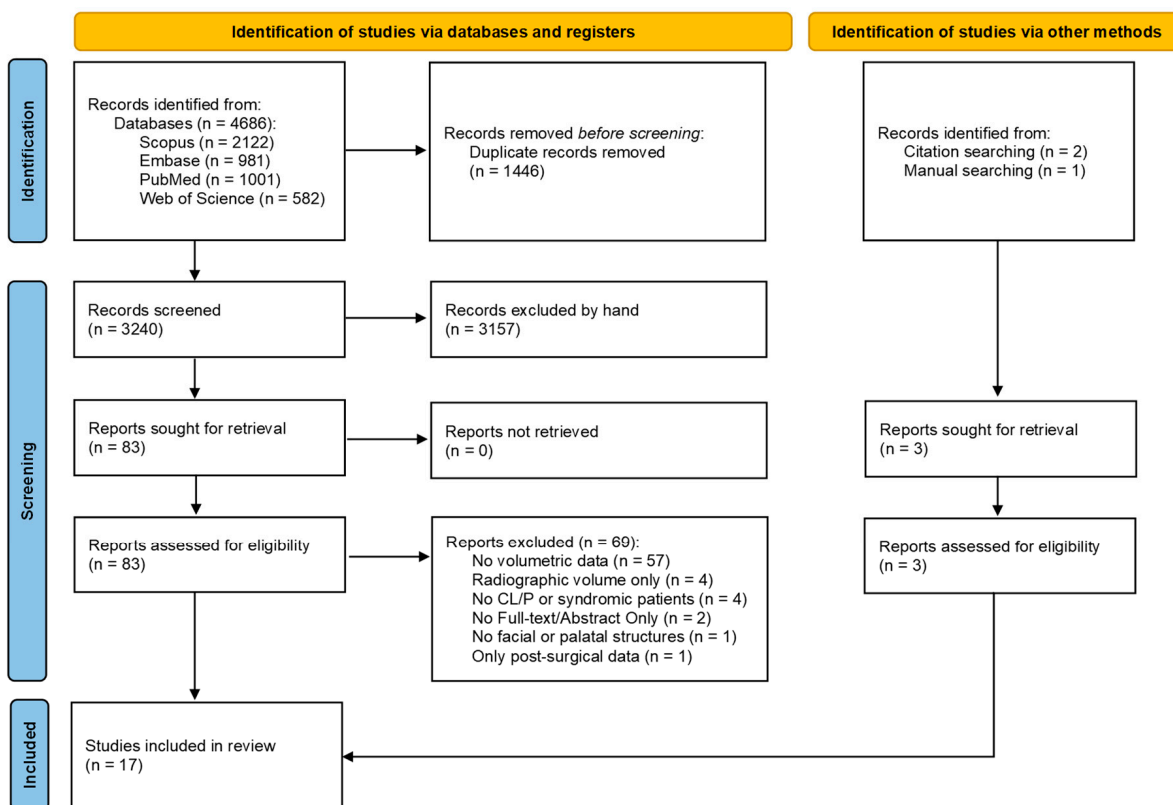 Identification of studies via databases and registers
Identification of studies via other methods
Identification
Records identified from:
Databases (n = 4686):
Scopus (n = 2122)
Embase (n = 981)
PubMed (n = 1001)
Web of Science (n = 582)
Records removed before screening:
Duplicate records removed
(n = 1446)
Records identified from:
Citation searching (n = 2)
Manual searching (n = 1)
Screening
Records screened
(n = 3240)
Records excluded by hand
(n = 3157)
Reports sought for retrieval
(n = 83)
Reports not retrieved
(n = 0)
Reports sought for retrieval
(n = 3)
Reports assessed for eligibility
(n = 83)
Reports excluded (n = 69):
No volumetric data (n = 57)
Radiographic volume only (n = 4)
No CL/P or syndromic patients (n = 4)
No Full-text/Abstract Only (n = 2)
No facial or palatal structures (n = 1)
Only post-surgical data (n = 1)
Reports assessed for eligibility
(n = 3)
Included
Studies included in review
(n = 17)